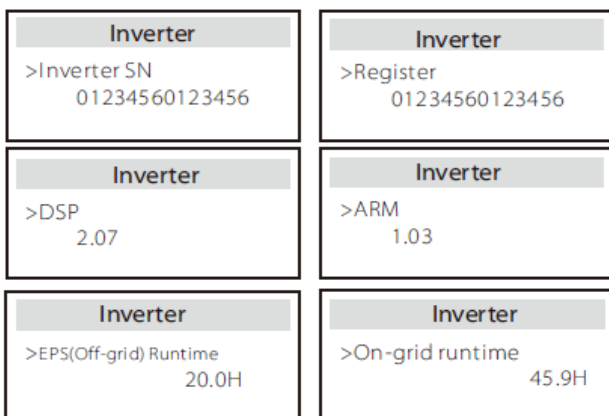 Inverter
>Inverter SN
01234560123456
Inverter
>Register
01234560123456
Inverter
>DSP
2.07
Inverter
>ARM
1.03
Inverter
>EPS(Off-grid) Runtime
20.0H
Inverter
>On-grid runtime
45.9H